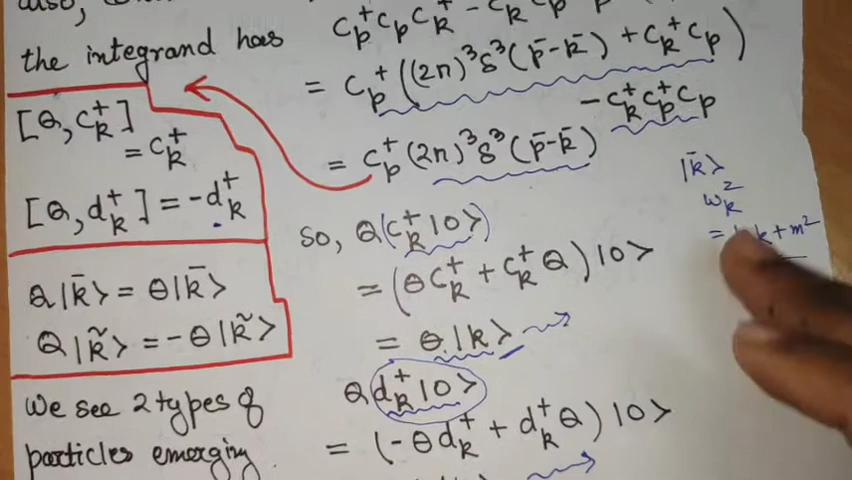 the integrand has
[Q, c_k^+]
= c_k^+
[Q, d_k^+] = -d_k^+
Q|k̄> = θ|k̄>
Q|k̃> = -θ|k̃>
We see 2 types of
particles emerging
c_p^+ c_p c_k^+ - c_k^+ c_p^+
= c_p^+ ((2π)^3 δ^3(p̄-k̄) + c_k^+ c_p)
- c_k^+ c_p^+ c_p
= c_p^+ (2π)^3 δ^3(p̄-k̄)
so, Q(c_k^+ |0>)
= (θ c_k^+ + c_k^+ Q) |0>
= θ |k>
Q d_k^+ |0>
= (-θ d_k^+ + d_k^+ Q) |0>
|k̄>
ω_k^2
= k + m^2